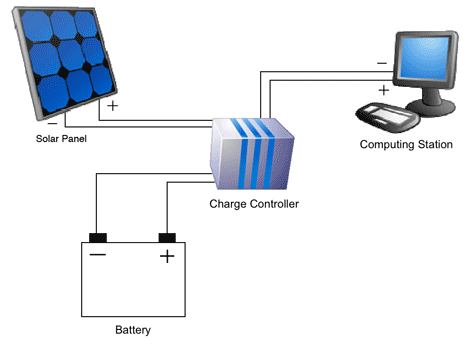 −
+
−
+
Solar Panel
Computing Station
Charge Controller
− +
Battery